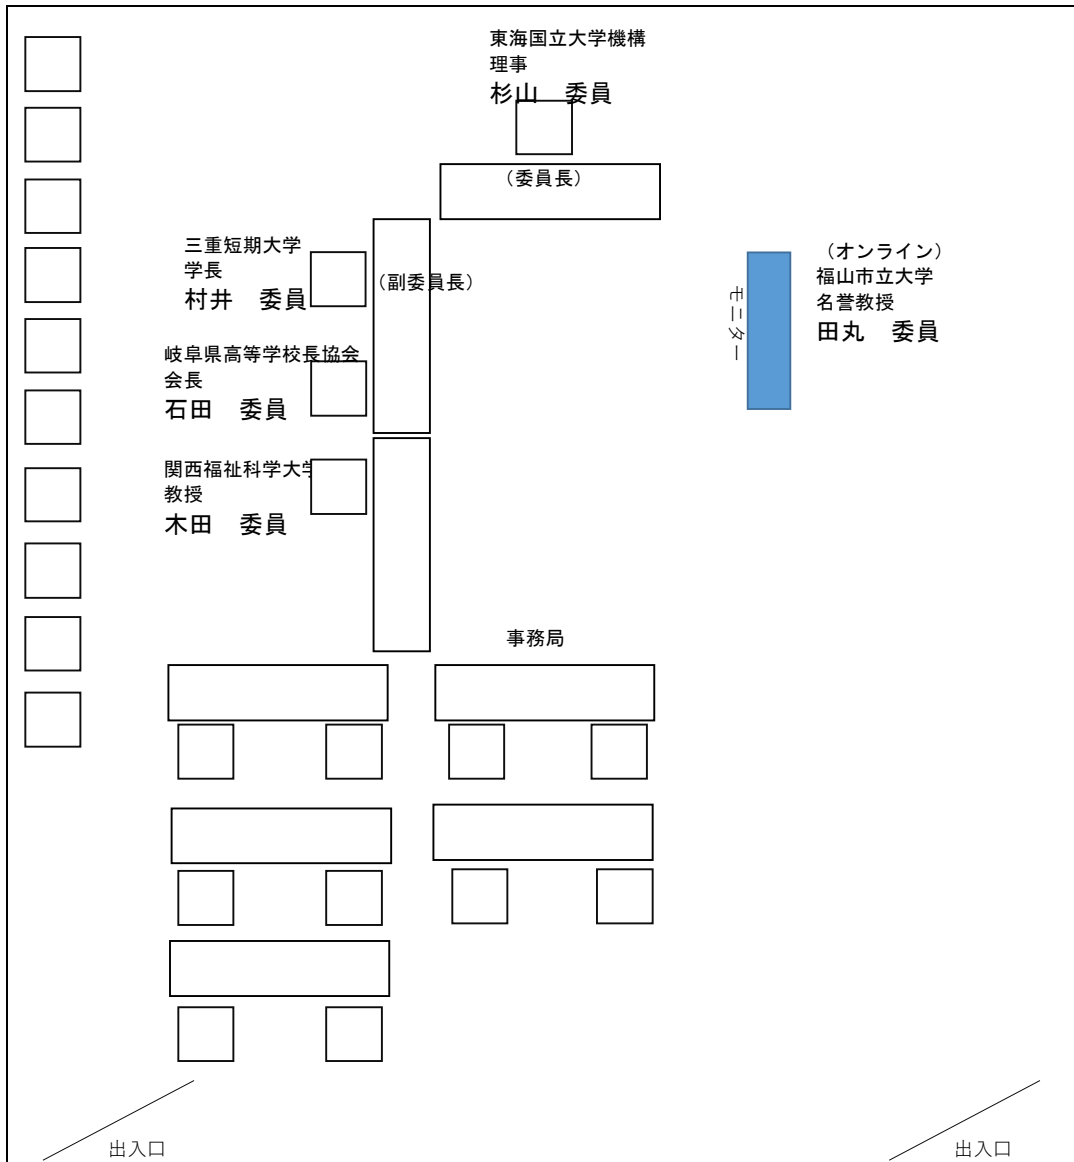 東海国立大学機構
理事
杉山　委員
（委員長）
三重短期大学
学長
村井　委員
（副委員長）
岐阜県高等学校長協会
会長
石田　委員
関西福祉科学大学
教授
木田　委員
モニター
（オンライン）
福山市立大学
名誉教授
田丸　委員
事務局
出入口
出入口